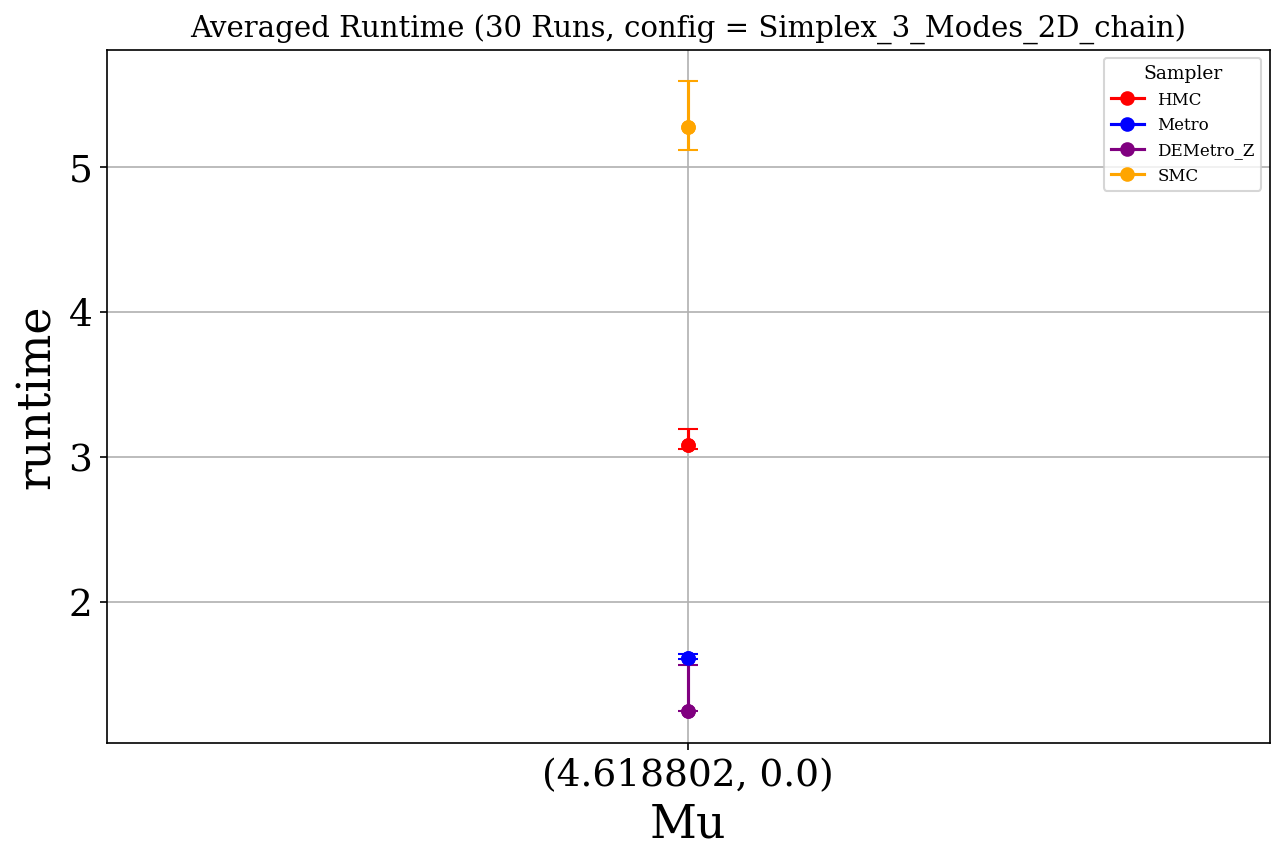 Averaged Runtime (30 Runs, config = Simplex_3_Modes_2D_chain)
Sampler
HMC
Metro
DEMetro_Z
SMC
runtime
5
4
3
2
(4.618802, 0.0)
Mu